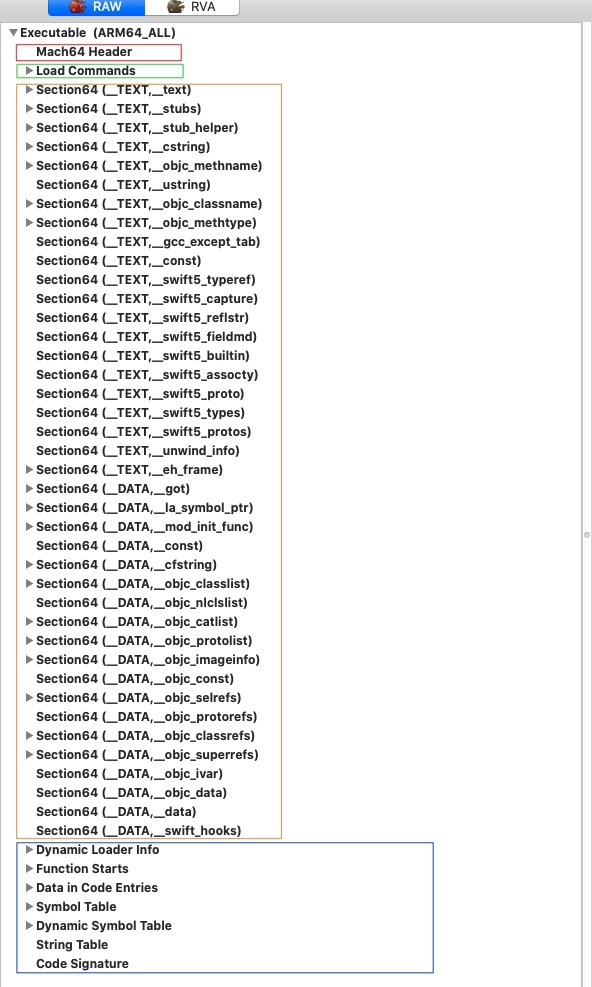 RAW RVA
Executable (ARM64_ALL)
Mach64 Header
Load Commands
Section64 (__TEXT,__text)
Section64 (__TEXT,__stubs)
Section64 (__TEXT,__stub_helper)
Section64 (__TEXT,__cstring)
Section64 (__TEXT,__objc_methname)
Section64 (__TEXT,__ustring)
Section64 (__TEXT,__objc_classname)
Section64 (__TEXT,__objc_methtype)
Section64 (__TEXT,__gcc_except_tab)
Section64 (__TEXT,__const)
Section64 (__TEXT,__swift5_typeref)
Section64 (__TEXT,__swift5_capture)
Section64 (__TEXT,__swift5_reflstr)
Section64 (__TEXT,__swift5_fieldmd)
Section64 (__TEXT,__swift5_builtin)
Section64 (__TEXT,__swift5_assocty)
Section64 (__TEXT,__swift5_proto)
Section64 (__TEXT,__swift5_types)
Section64 (__TEXT,__swift5_protos)
Section64 (__TEXT,__unwind_info)
Section64 (__TEXT,__eh_frame)
Section64 (__DATA,__got)
Section64 (__DATA,__la_symbol_ptr)
Section64 (__DATA,__mod_init_func)
Section64 (__DATA,__const)
Section64 (__DATA,__cfstring)
Section64 (__DATA,__objc_classlist)
Section64 (__DATA,__objc_nlclslist)
Section64 (__DATA,__objc_catlist)
Section64 (__DATA,__objc_protolist)
Section64 (__DATA,__objc_imageinfo)
Section64 (__DATA,__objc_const)
Section64 (__DATA,__objc_selrefs)
Section64 (__DATA,__objc_protorefs)
Section64 (__DATA,__objc_classrefs)
Section64 (__DATA,__objc_superrefs)
Section64 (__DATA,__objc_ivar)
Section64 (__DATA,__objc_data)
Section64 (__DATA,__data)
Section64 (__DATA,__swift_hooks)
Dynamic Loader Info
Function Starts
Data in Code Entries
Symbol Table
Dynamic Symbol Table
String Table
Code Signature